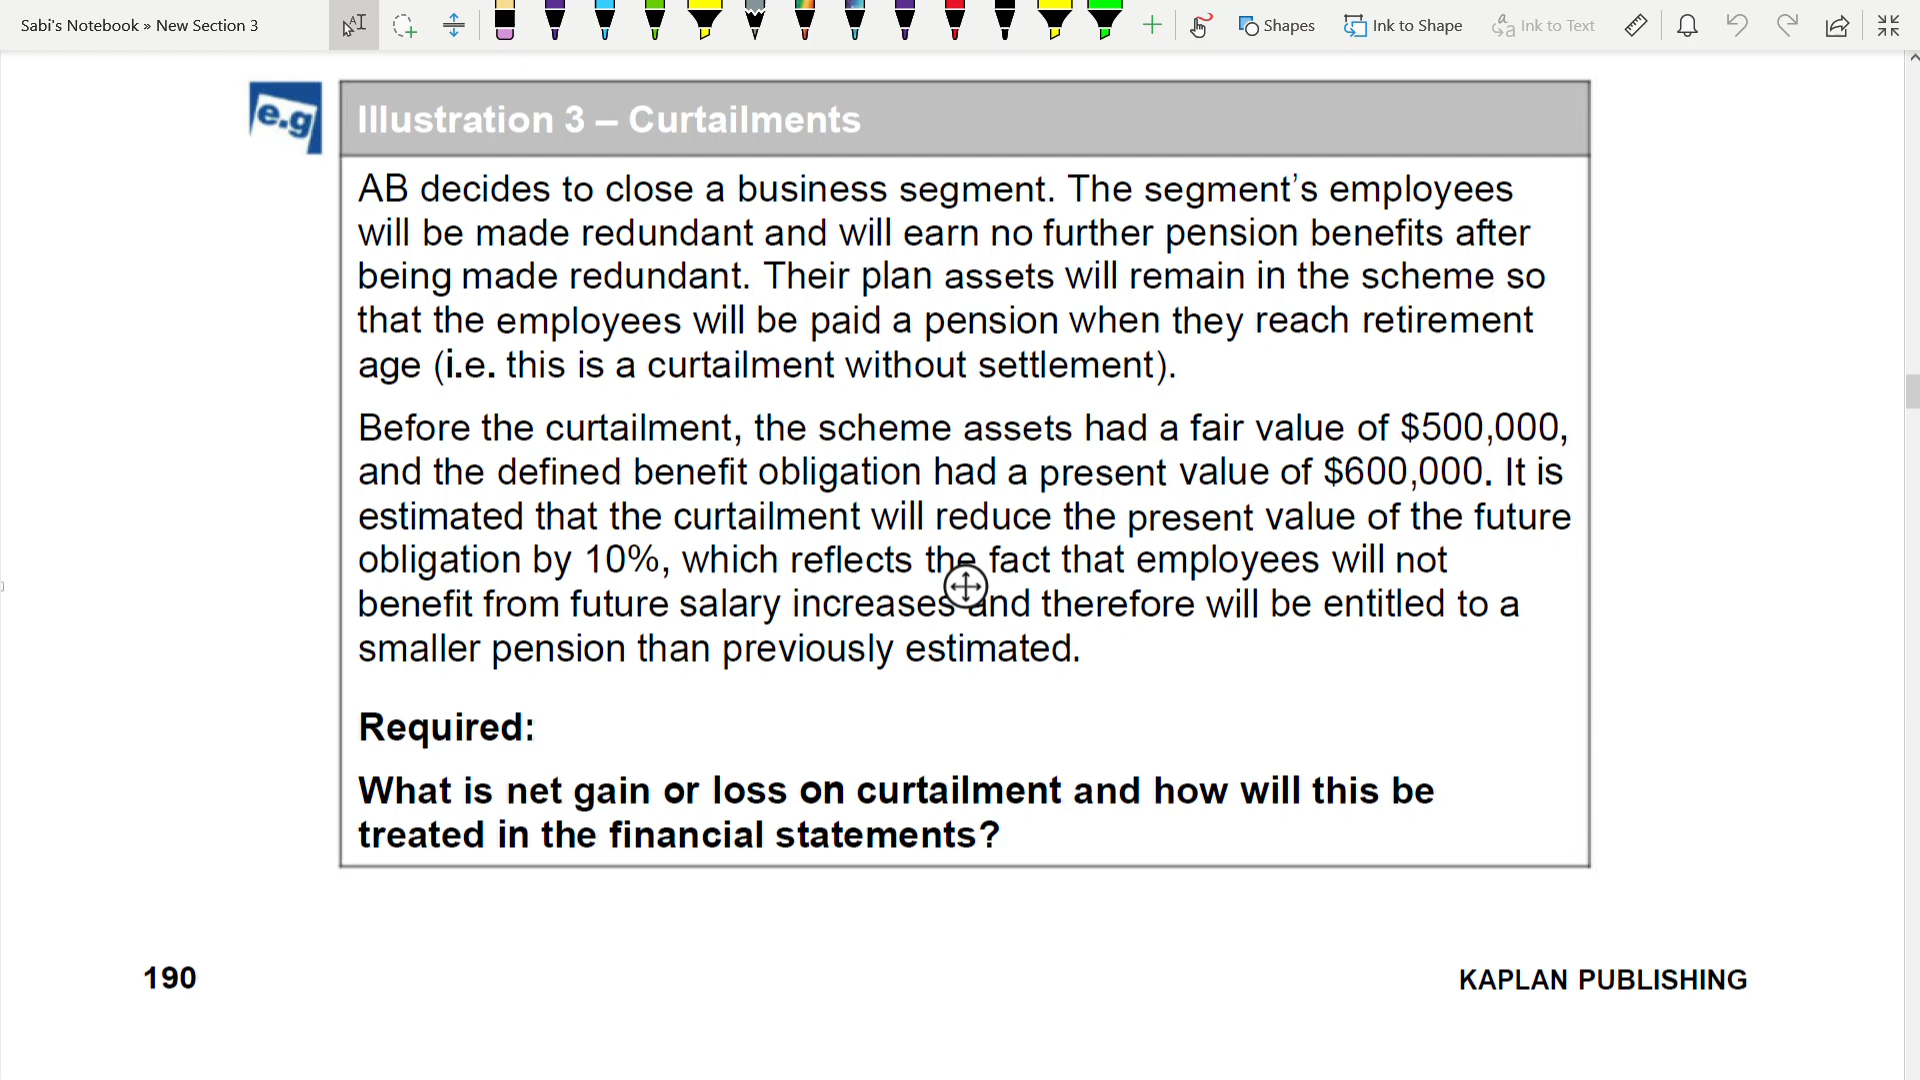 Sabi's Notebook » New Section 3
Shapes
Ink to Shape
Ink to Text
e.g
Illustration 3 – Curtailments
AB decides to close a business segment. The segment's employees
will be made redundant and will earn no further pension benefits after
being made redundant. Their plan assets will remain in the scheme so
that the employees will be paid a pension when they reach retirement
age (i.e. this is a curtailment without settlement).
Before the curtailment, the scheme assets had a fair value of $500,000,
and the defined benefit obligation had a present value of $600,000. It is
estimated that the curtailment will reduce the present value of the future
obligation by 10%, which reflects the fact that employees will not
benefit from future salary increases and therefore will be entitled to a
smaller pension than previously estimated.
Required:
What is net gain or loss on curtailment and how will this be
treated in the financial statements?
190
KAPLAN PUBLISHING